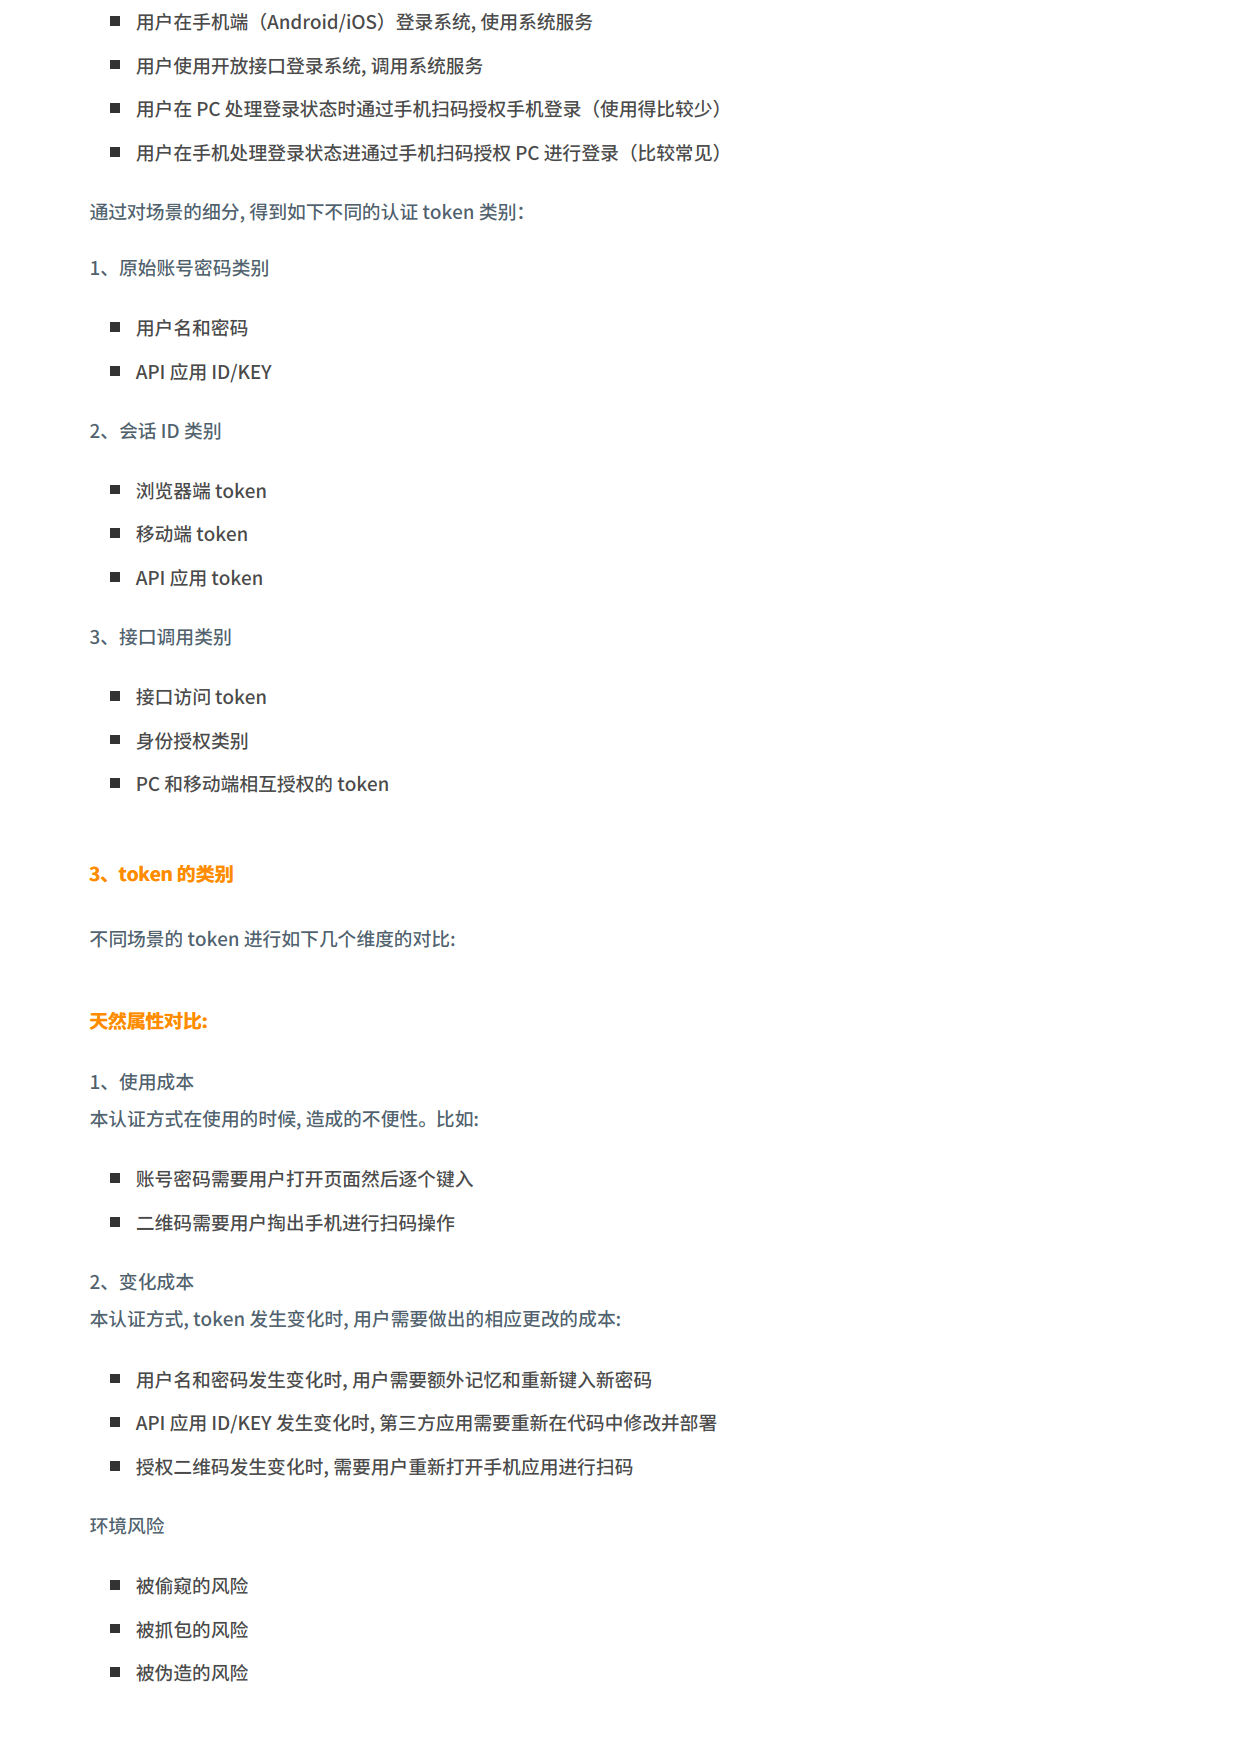 用户在手机端（Android/iOS）登录系统, 使用系统服务
用户使用开放接口登录系统, 调用系统服务
用户在 PC 处理登录状态时通过手机扫码授权手机登录（使用得比较少）
用户在手机处理登录状态进通过手机扫码授权 PC 进行登录（比较常见）
通过对场景的细分, 得到如下不同的认证 token 类别：
1、原始账号密码类别
用户名和密码
API 应用 ID/KEY
2、会话 ID 类别
浏览器端 token
移动端 token
API 应用 token
3、接口调用类别
接口访问 token
身份授权类别
PC 和移动端相互授权的 token
3、token 的类别
不同场景的 token 进行如下几个维度的对比:
天然属性对比:
1、使用成本
本认证方式在使用的时候, 造成的不便性。比如:
账号密码需要用户打开页面然后逐个键入
二维码需要用户掏出手机进行扫码操作
2、变化成本
本认证方式, token 发生变化时, 用户需要做出的相应更改的成本:
用户名和密码发生变化时, 用户需要额外记忆和重新键入新密码
API 应用 ID/KEY 发生变化时, 第三方应用需要重新在代码中修改并部署
授权二维码发生变化时, 需要用户重新打开手机应用进行扫码
环境风险
被偷窥的风险
被抓包的风险
被伪造的风险